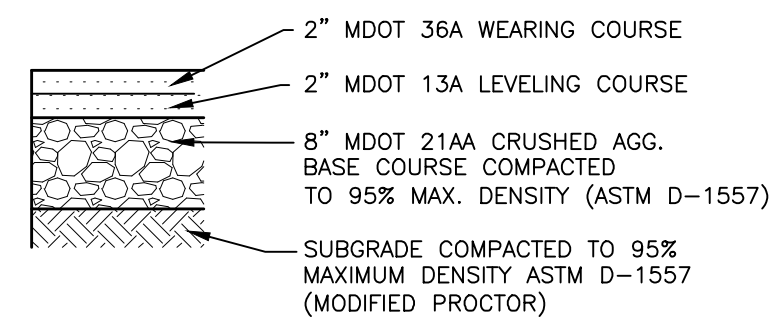 2” MDOT 36A WEARING COURSE
2” MDOT 13A LEVELING COURSE
8” MDOT 21AA CRUSHED AGG.
BASE COURSE COMPACTED
TO 95% MAX. DENSITY (ASTM D–1557)
SUBGRADE COMPACTED TO 95%
MAXIMUM DENSITY ASTM D–1557
(MODIFIED PROCTOR)